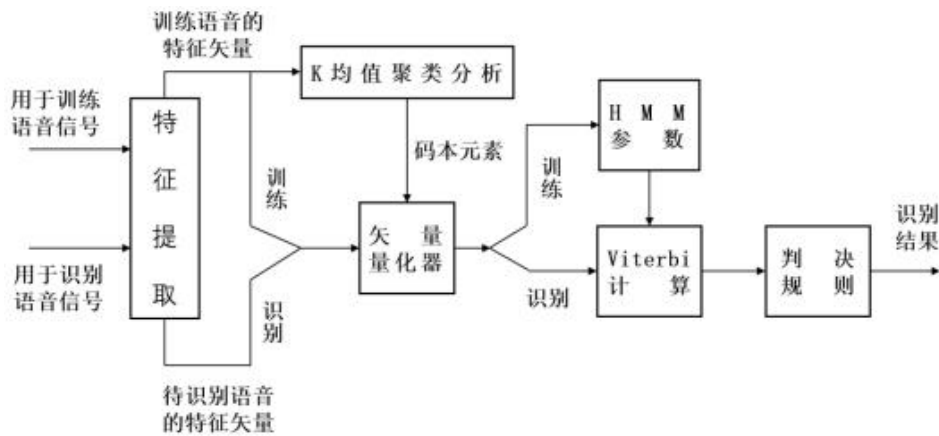 训练语音的
特征矢量
K均值聚类分析
用于训练
语音信号
特
征
提
取
用于识别
语音信号
训练
识别
待识别语音
的特征矢量
码本元素
矢量
量化器
训练
识别
HMM
参数
Viterbi
计算
判决
规则
识别
结果